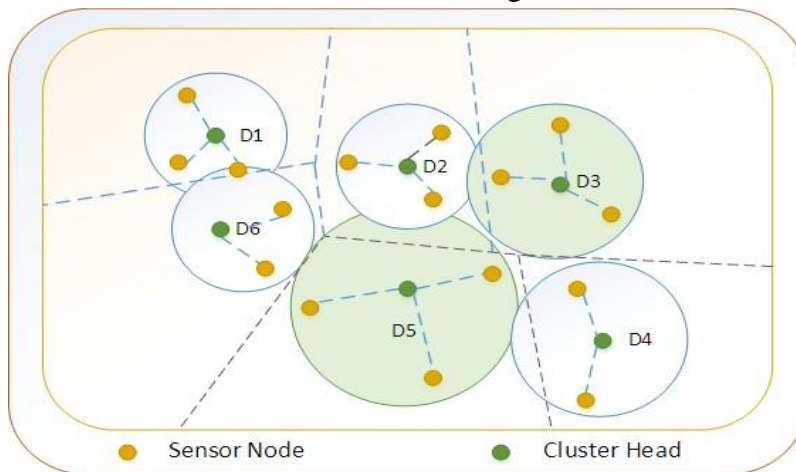 D1
D2
D3
D6
D5
D4
Sensor Node
Cluster Head